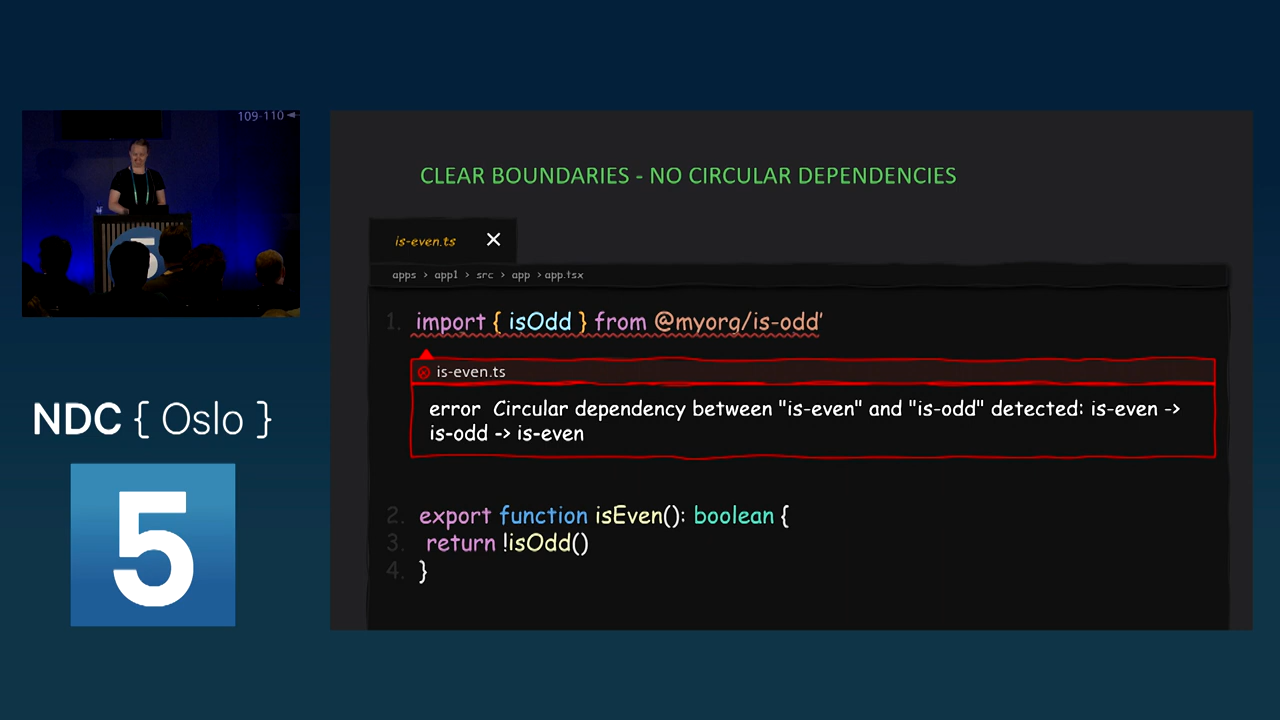 109-110
CLEAR BOUNDARIES - NO CIRCULAR DEPENDENCIES
is-even.ts
apps > app1 > src > app > app.tsx
1. import { isOdd } from @myorg/is-odd'
is-even.ts
error Circular dependency between "is-even" and "is-odd" detected: is-even ->
is-odd -> is-even
2. export function isEven(): boolean {
3. return !isOdd()
4. }
NDC { Oslo }
5
5